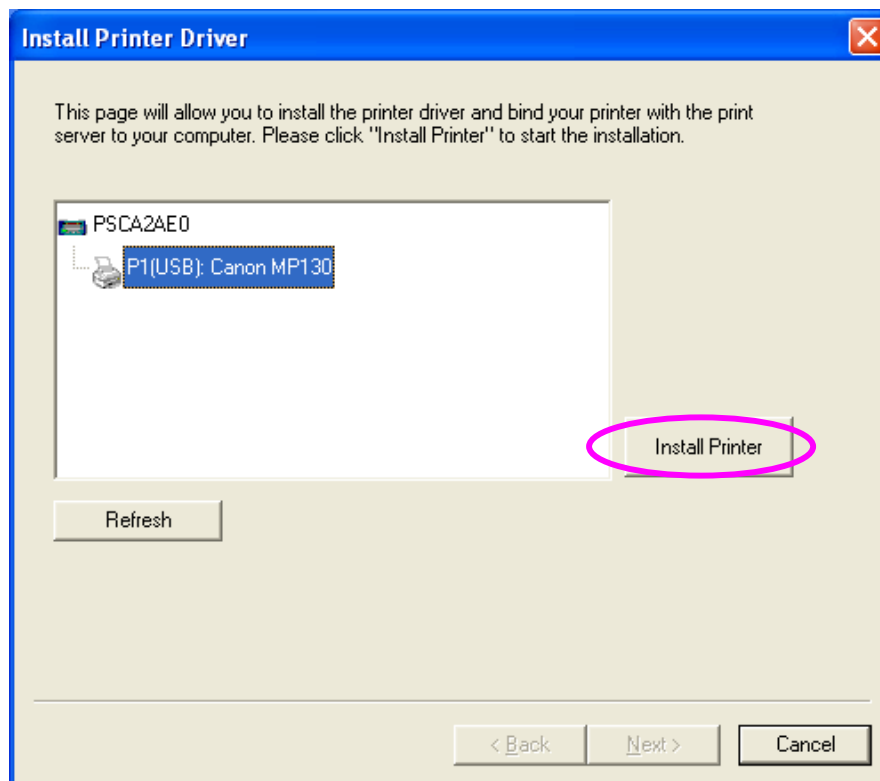 Install Printer Driver
This page will allow you to install the printer driver and bind your printer with the print
server to your computer. Please click "Install Printer" to start the installation.
PSCA2AE0
P1(USB): Canon MP130
Install Printer
Refresh
< Back
Next >
Cancel